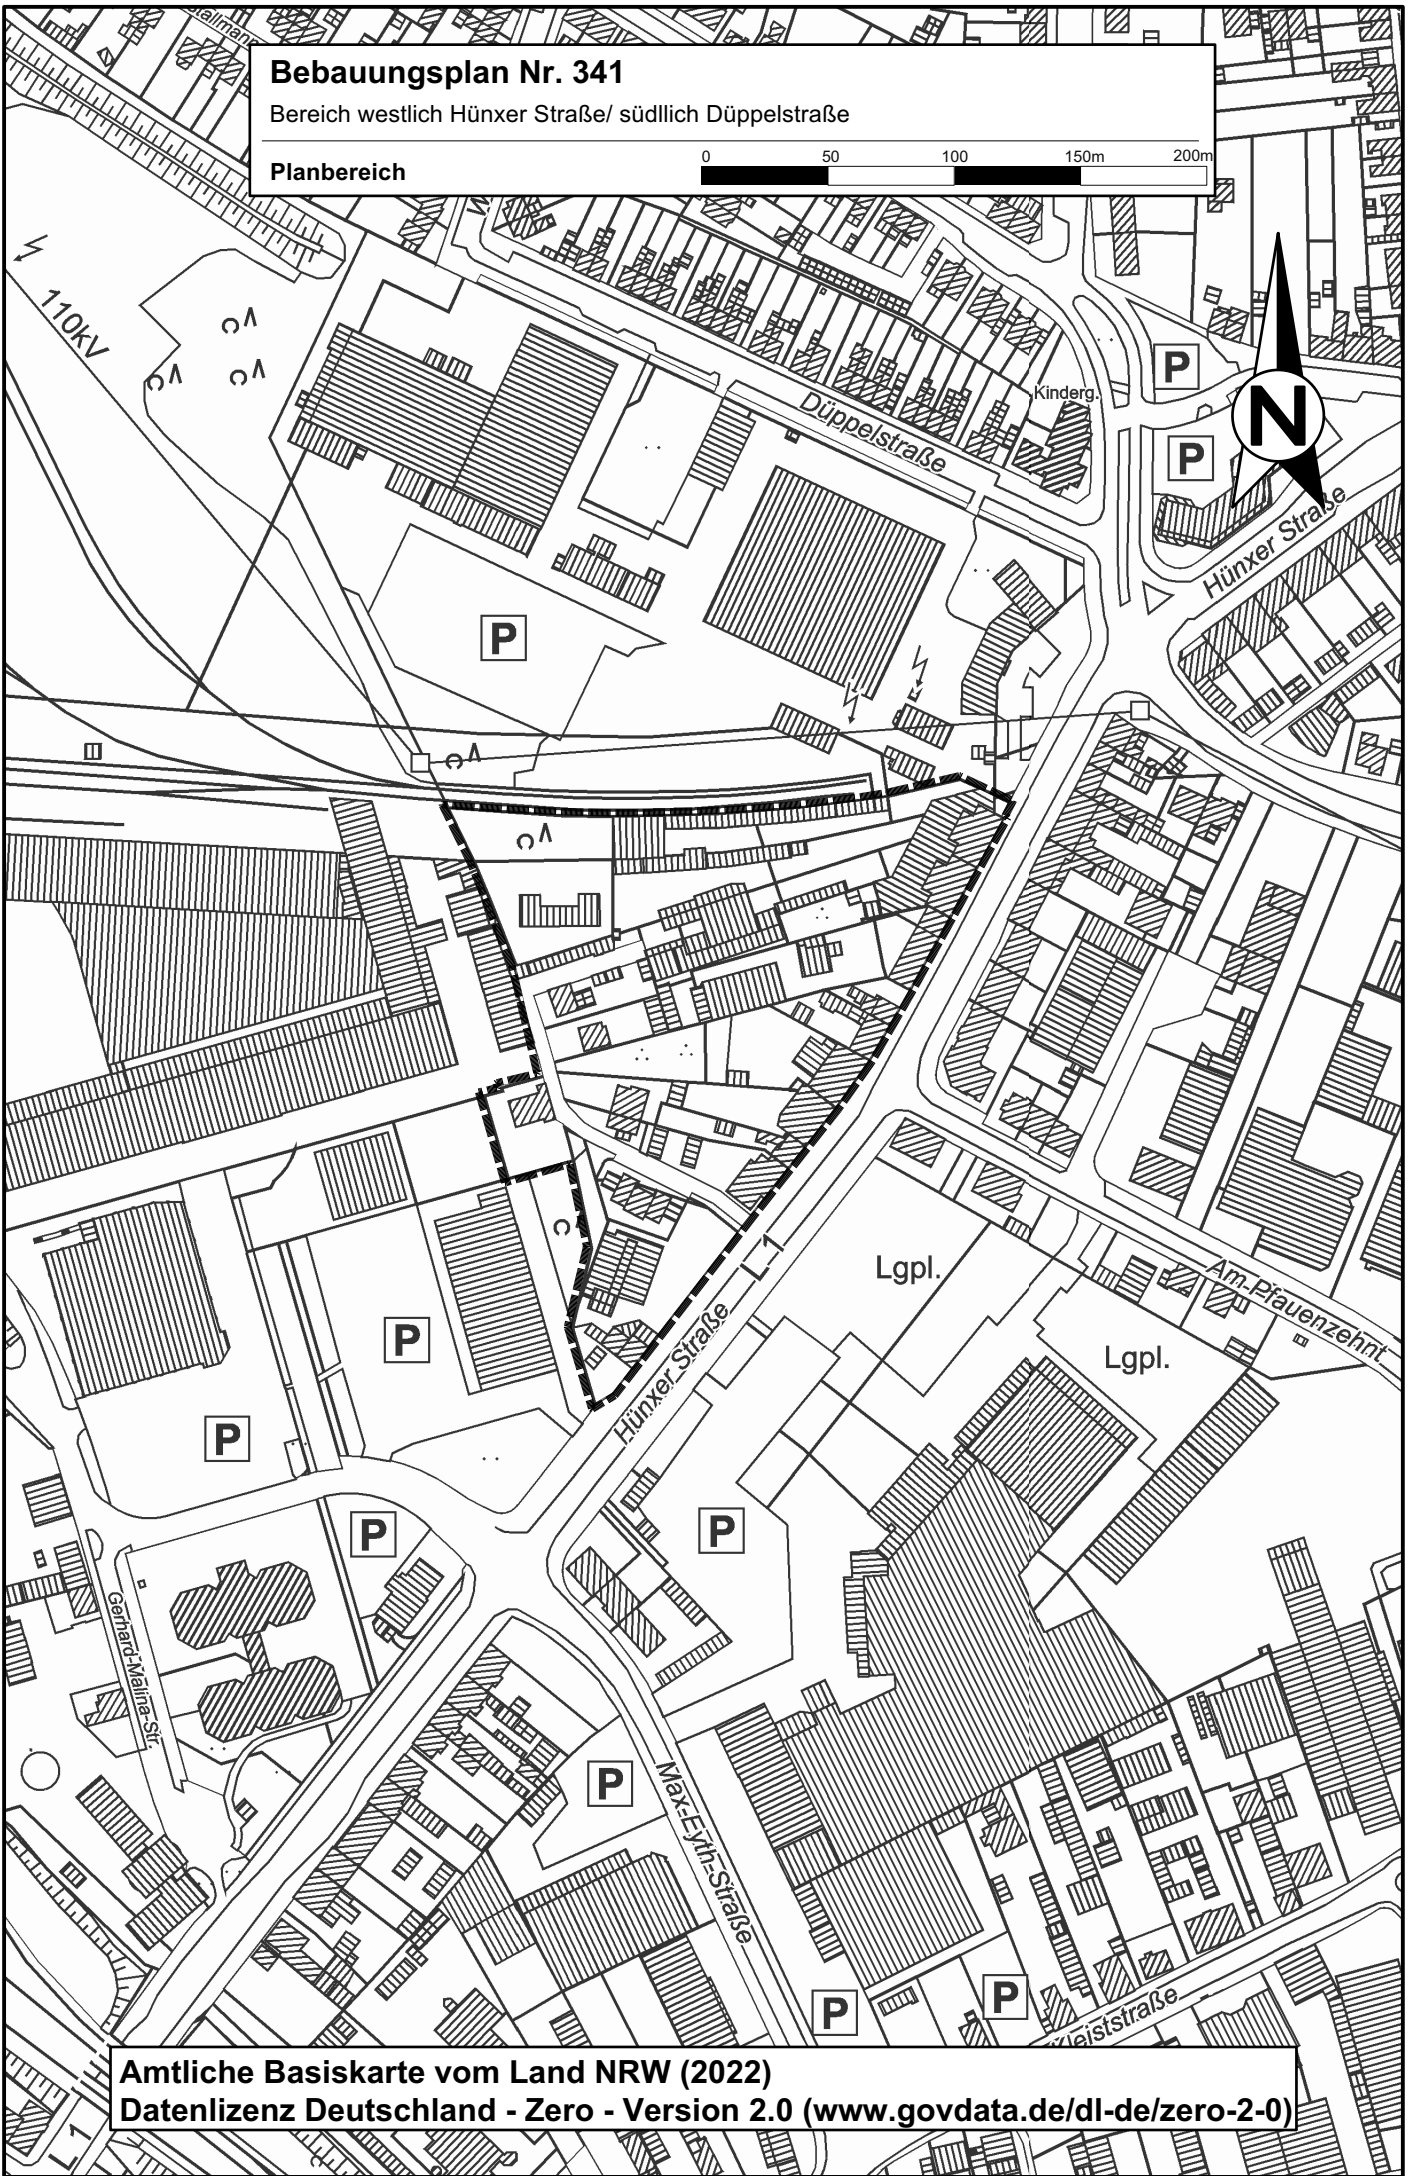 Bebauungsplan Nr. 341
Bereich westlich Hünxer Straße/ südllich Düppelstraße
Planbereich
0 50 100 150m 200m
110kV
Kinderg.
P
N
Düppelstraße
P
Hünxer Straße
P
L 1
Lgpl.
Am-Pfauenzehnt
Hünxer Straße
Lgpl.
P
P
P
P
Gerhard-Malina-Str.
P
Max-Eyth-Straße
P
P
Kleiststraße
Amtliche Basiskarte vom Land NRW (2022)
Datenlizenz Deutschland - Zero - Version 2.0 (www.govdata.de/dl-de/zero-2-0)
L 1